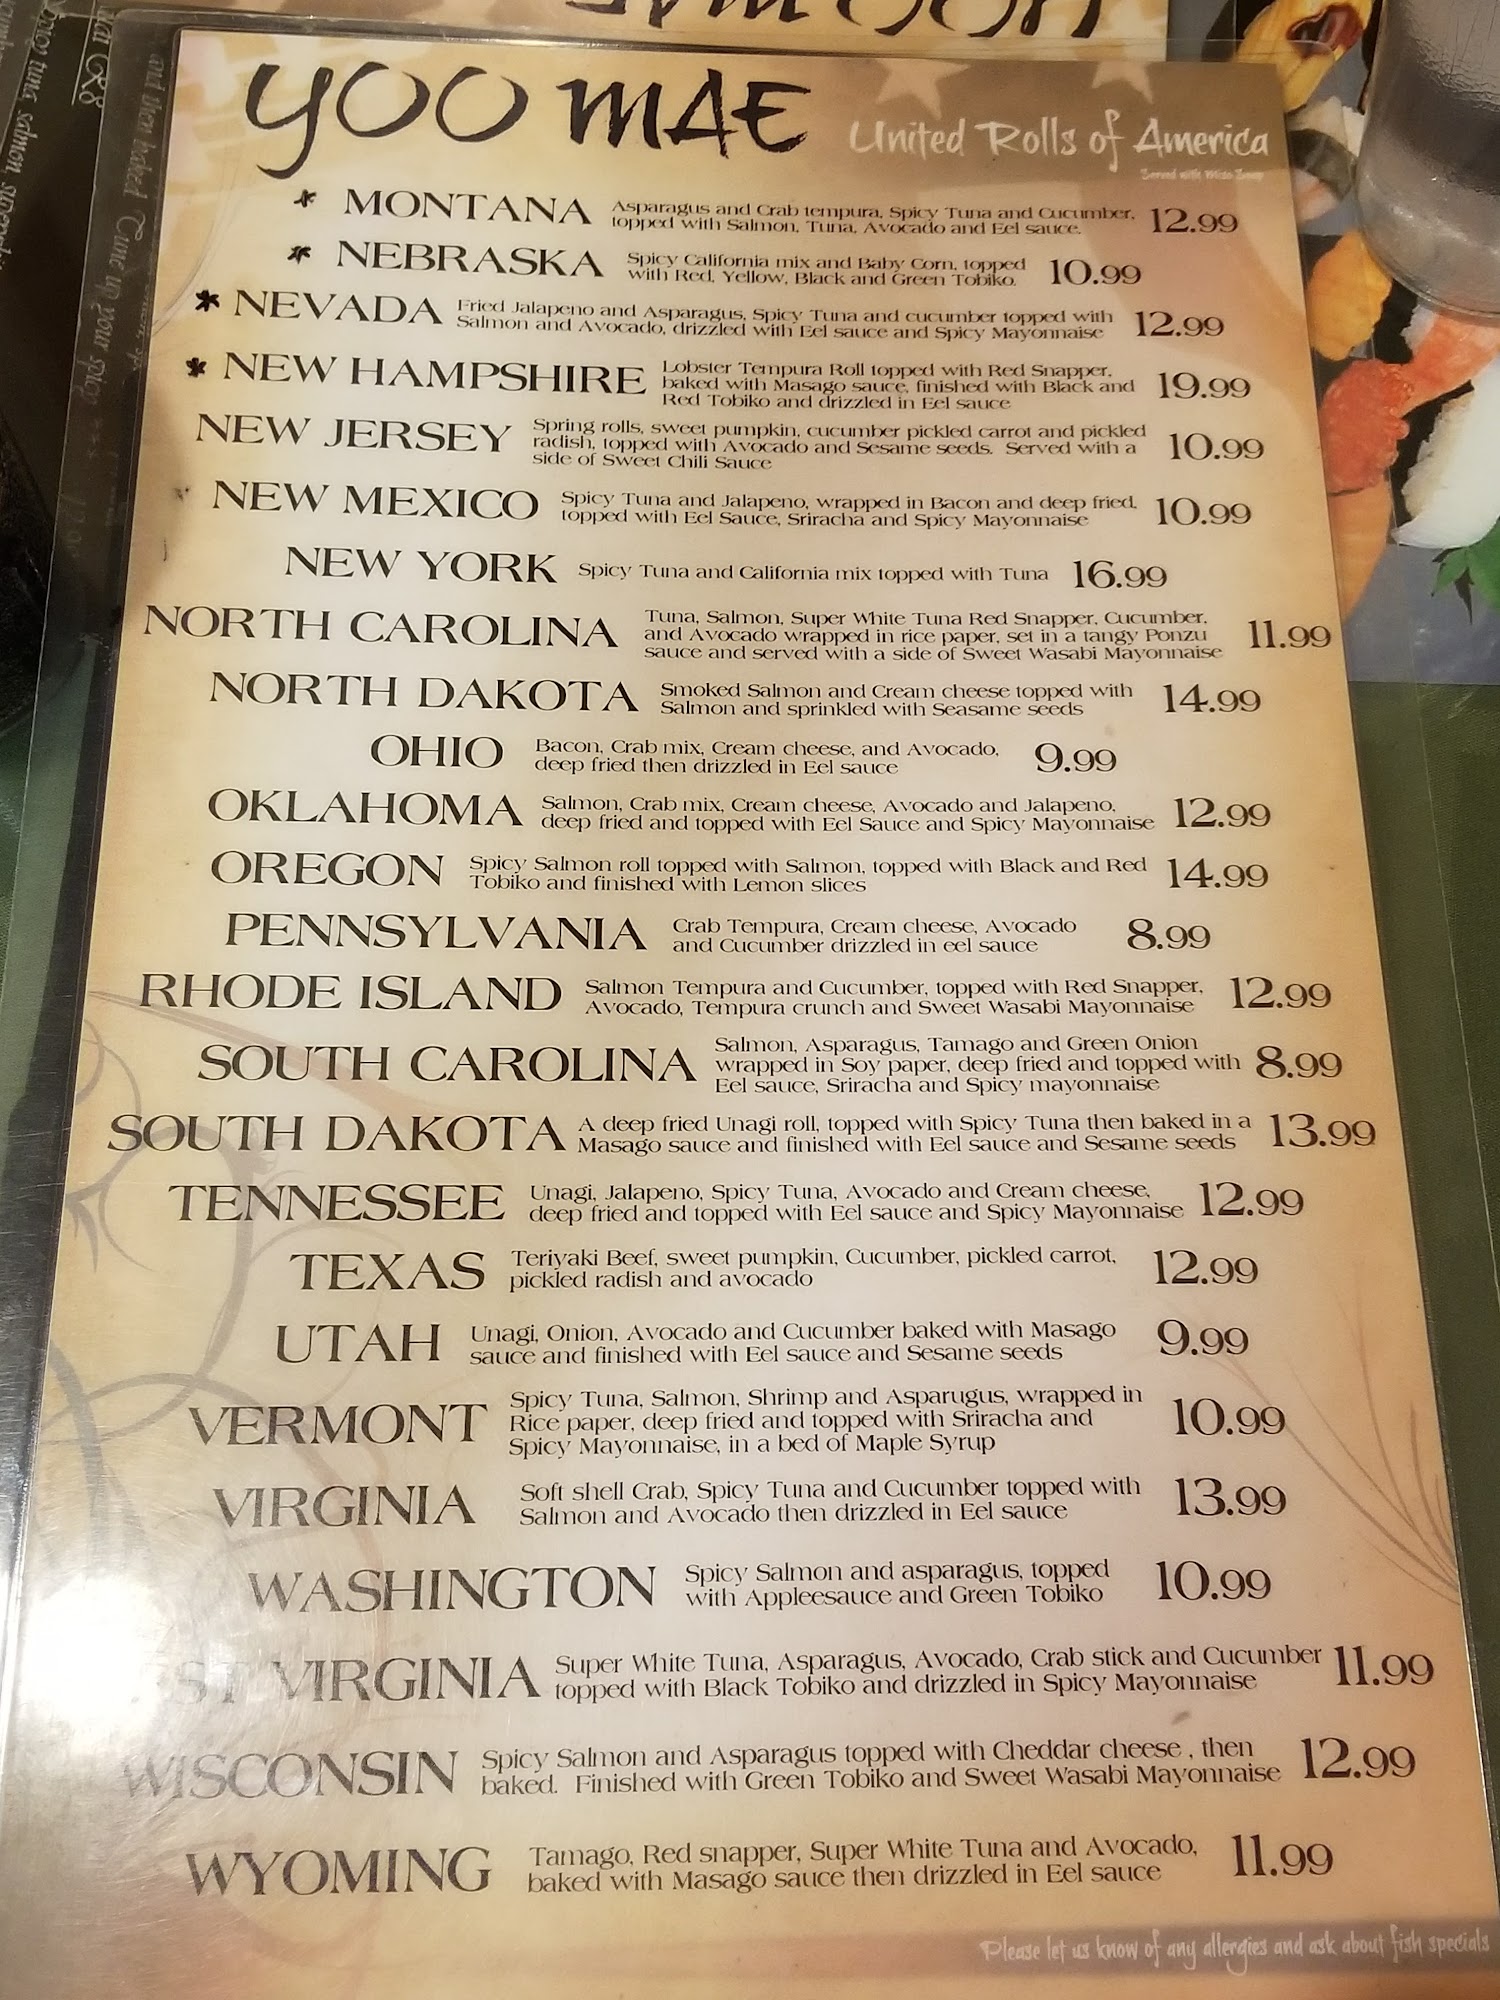 YOO MAE United Rolls of America
Served with Miso Soup
* MONTANA Asparagus and Crab tempura, Spicy Tuna and Cucumber, 12.99
topped with Salmon, Tuna, Avocado and Eel sauce.
* NEBRASKA Spicy California mix and Baby Corn, topped 10.99
with Red, Yellow, Black and Green Tobiko.
* NEVADA Fried Jalapeno and Asparagus, Spicy Tuna and cucumber topped with 12.99
Salmon and Avocado, drizzled with Eel sauce and Spicy Mayonnaise
* NEW HAMPSHIRE Lobster Tempura Roll topped with Red Snapper, 19.99
baked with Masago sauce, finished with Black and
Red Tobiko and drizzled in Eel sauce
NEW JERSEY Spring rolls, sweet pumpkin, cucumber pickled carrot and pickled 10.99
radish, topped with Avocado and Sesame seeds. Served with a
side of Sweet Chili Sauce
NEW MEXICO Spicy Tuna and Jalapeno, wrapped in Bacon and deep fried, 10.99
topped with Eel Sauce, Sriracha and Spicy Mayonnaise
NEW YORK Spicy Tuna and California mix topped with Tuna 16.99
NORTH CAROLINA Tuna, Salmon, Super White Tuna Red Snapper, Cucumber, 11.99
and Avocado wrapped in rice paper, set in a tangy Ponzu
sauce and served with a side of Sweet Wasabi Mayonnaise
NORTH DAKOTA Smoked Salmon and Cream cheese topped with 14.99
Salmon and sprinkled with Seasame seeds
OHIO Bacon, Crab mix, Cream cheese, and Avocado, 9.99
deep fried then drizzled in Eel sauce
OKLAHOMA Salmon, Crab mix, Cream cheese, Avocado and Jalapeno, 12.99
deep fried and topped with Eel Sauce and Spicy Mayonnaise
OREGON Spicy Salmon roll topped with Salmon, topped with Black and Red 14.99
Tobiko and finished with Lemon slices
PENNSYLVANIA Crab Tempura, Cream cheese, Avocado 8.99
and Cucumber drizzled in eel sauce
RHODE ISLAND Salmon Tempura and Cucumber, topped with Red Snapper, 12.99
Avocado, Tempura crunch and Sweet Wasabi Mayonnaise
SOUTH CAROLINA Salmon, Asparagus, Tamago and Green Onion 8.99
wrapped in Soy paper, deep fried and topped with
Eel sauce, Sriracha and Spicy mayonnaise
SOUTH DAKOTA A deep fried Unagi roll, topped with Spicy Tuna then baked in a 13.99
Masago sauce and finished with Eel sauce and Sesame seeds
TENNESSEE Unagi, Jalapeno, Spicy Tuna, Avocado and Cream cheese, 12.99
deep fried and topped with Eel sauce and Spicy Mayonnaise
TEXAS Teriyaki Beef, sweet pumpkin, Cucumber, pickled carrot, 12.99
pickled radish and avocado
UTAH Unagi, Onion, Avocado and Cucumber baked with Masago 9.99
sauce and finished with Eel sauce and Sesame seeds
VERMONT Spicy Tuna, Salmon, Shrimp and Asparugus, wrapped in 10.99
Rice paper, deep fried and topped with Sriracha and
Spicy Mayonnaise, in a bed of Maple Syrup
VIRGINIA Soft shell Crab, Spicy Tuna and Cucumber topped with 13.99
Salmon and Avocado then drizzled in Eel sauce
WASHINGTON Spicy Salmon and asparagus, topped 10.99
with Appleesauce and Green Tobiko
VIRGINIA Super White Tuna, Asparagus, Avocado, Crab stick and Cucumber 11.99
topped with Black Tobiko and drizzled in Spicy Mayonnaise
WISCONSIN Spicy Salmon and Asparagus topped with Cheddar cheese, then 12.99
baked. Finished with Green Tobiko and Sweet Wasabi Mayonnaise
WYOMING Tamago, Red snapper, Super White Tuna and Avocado, 11.99
baked with Masago sauce then drizzled in Eel sauce
Please let us know of any allergies and ask about fish specials